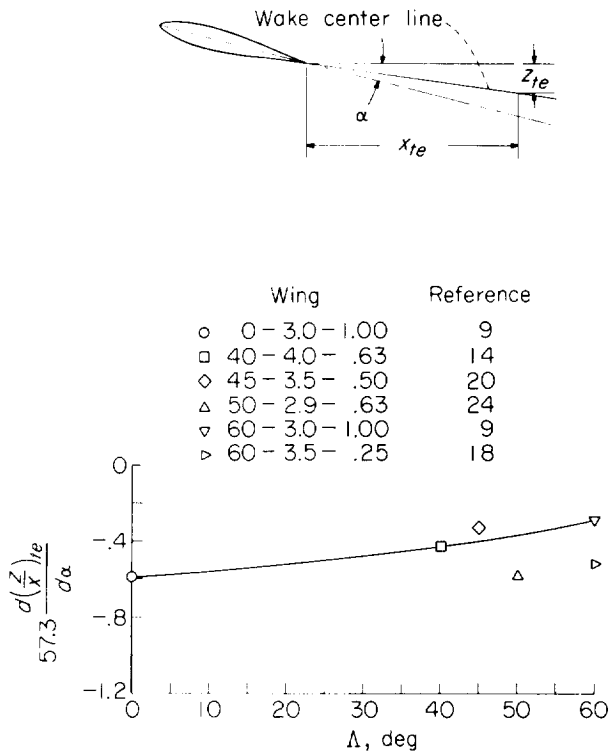 Wake center line
z_te
α
x_te
Wing Reference
○ 0-3.0-1.00 9
□ 40-4.0-.63 14
◇ 45-3.5-.50 20
△ 50-2.9-.63 24
▽ 60-3.0-1.00 9
▷ 60-3.5-.25 18
0
-.4
-.8
-1.2
57.3 d(z/x)_te / dα
0 10 20 30 40 50 60
Λ, deg